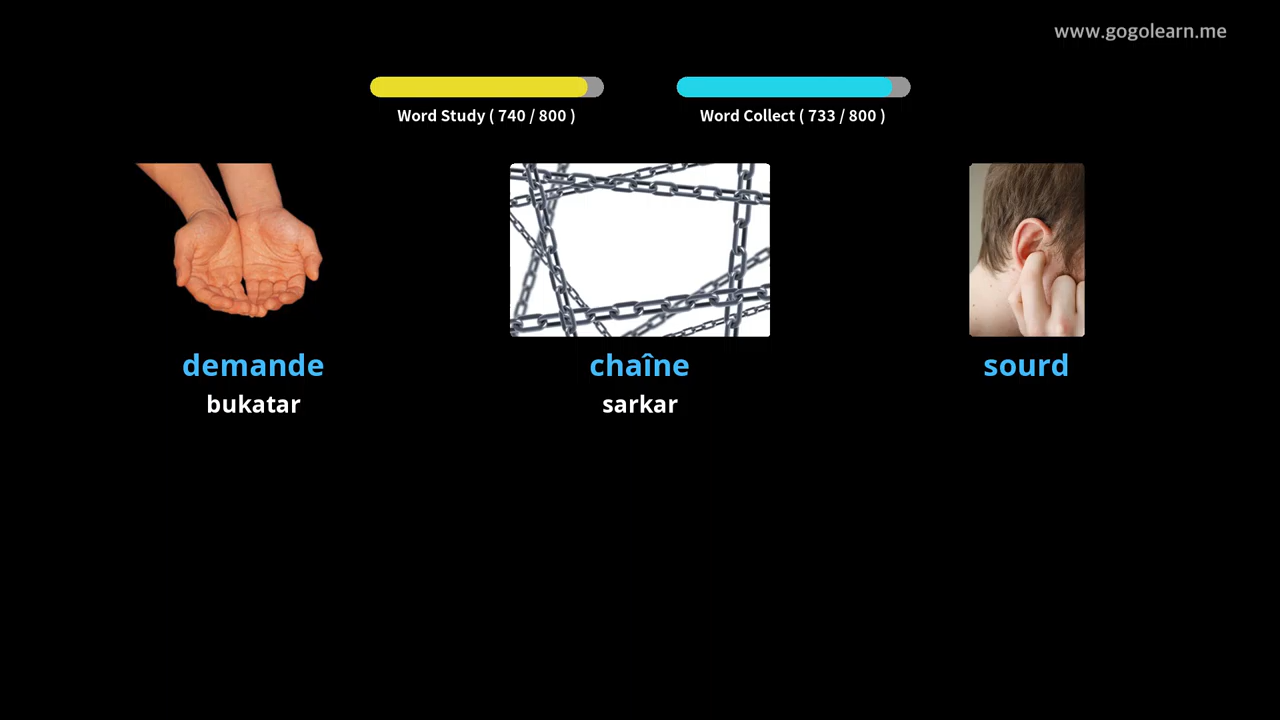 www.gogolearn.me
Word Study ( 740 / 800 )
Word Collect ( 733 / 800 )
demande
bukatar
chaîne
sarkar
sourd